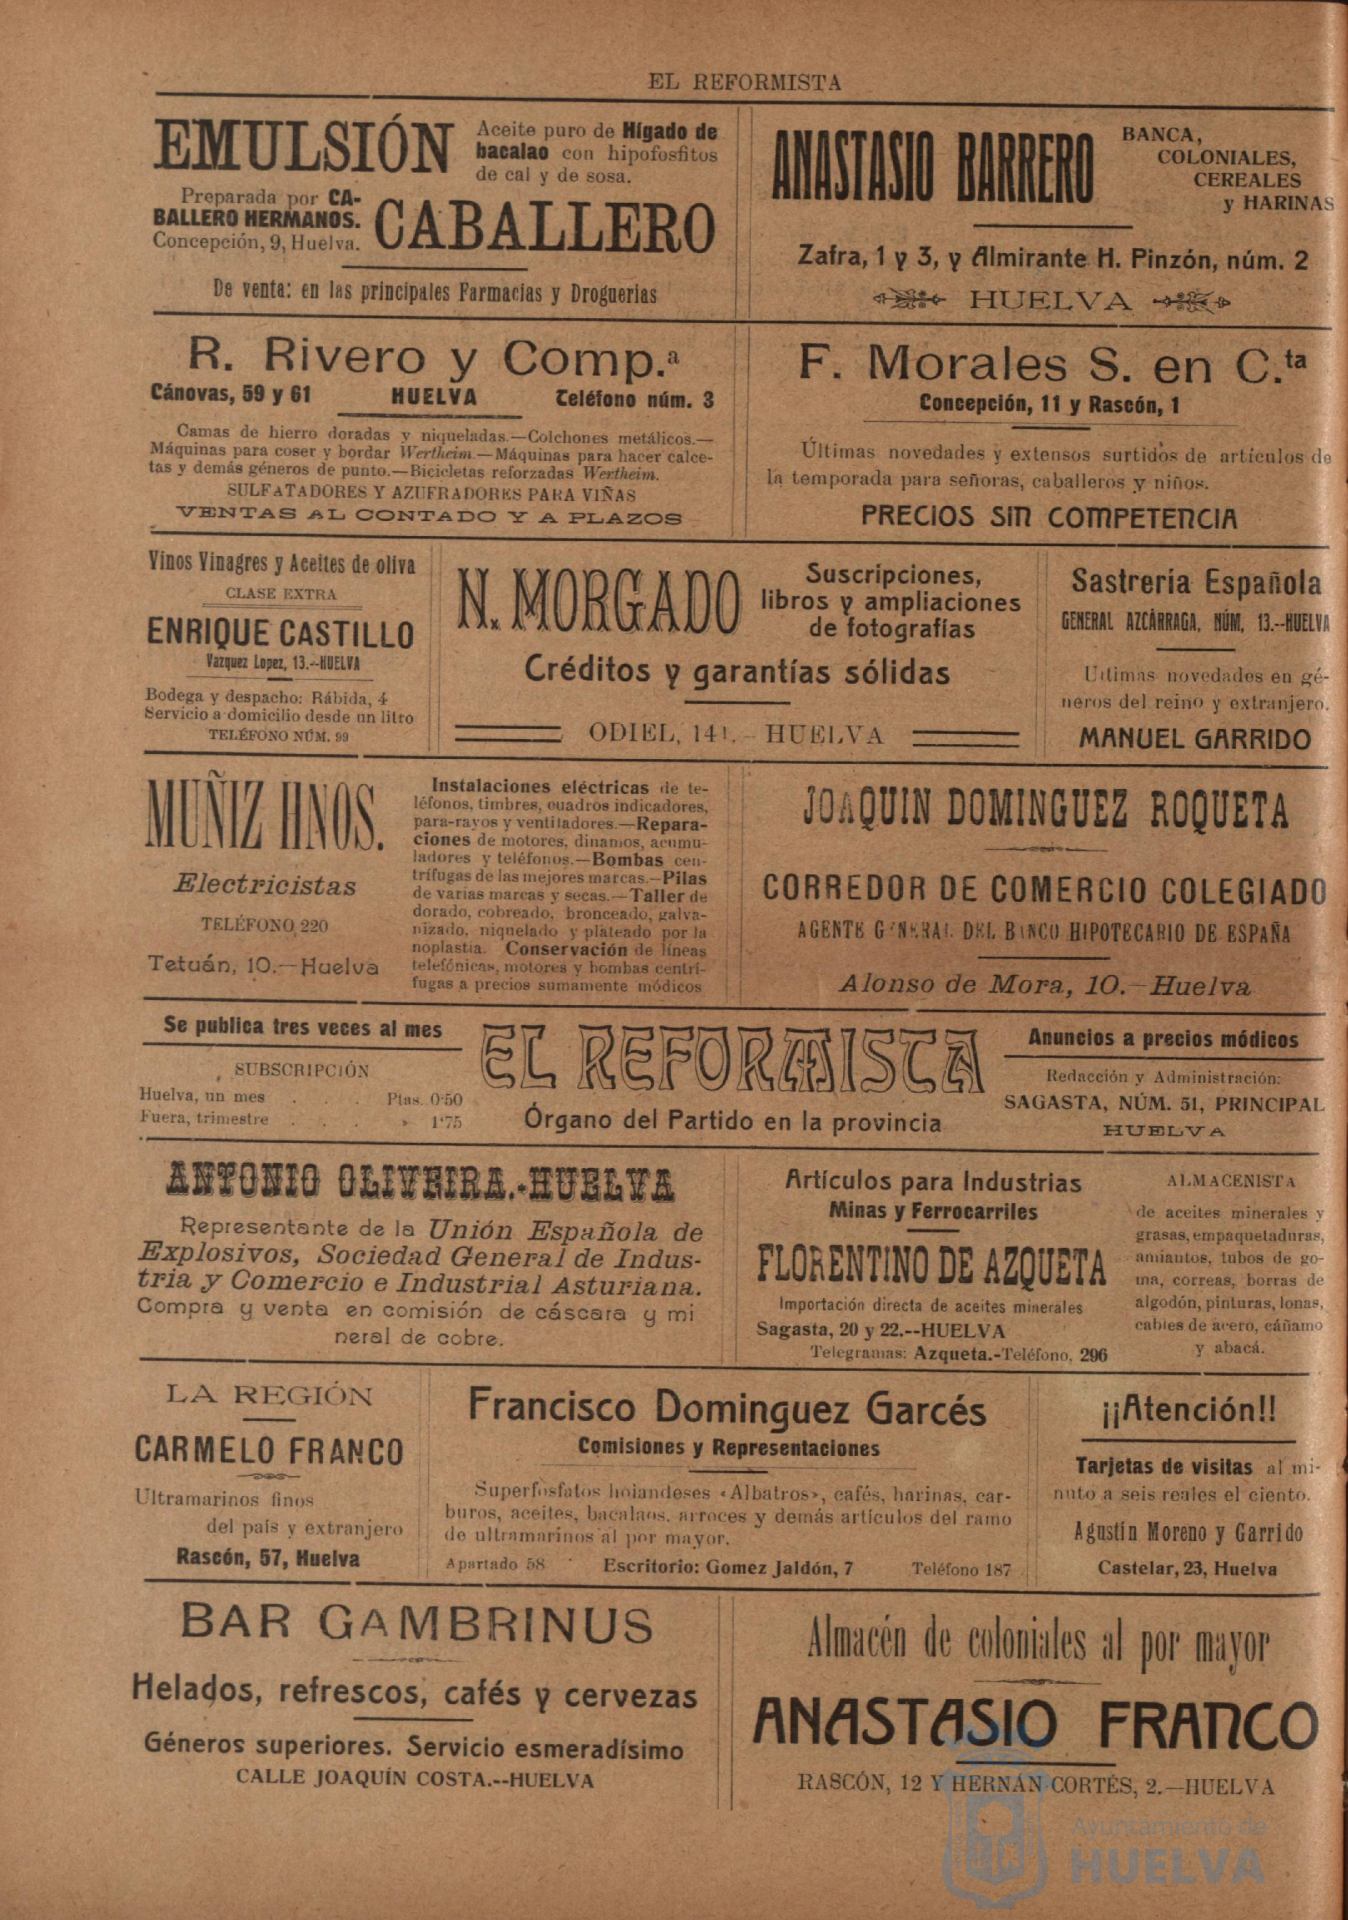 EL REFORMISTA
EMULSIÓN
Aceite puro de Hígado de
bacalao con hipofosfitos
de cal y de sosa.
Preparada por CA-
BALLERO HERMANOS.
Concepción, 9, Huelva.
CABALLERO
De venta: en las principales Farmacias y Droguerias
ANASTASIO BARRERO
BANCA,
COLONIALES,
CEREALES
y HARINAS
Zafra, 1 y 3, y Almirante H. Pinzón, núm. 2
HUELVA
R. Rivero y Comp.ª
Cánovas, 59 y 61 HUELVA Teléfono núm. 3
Camas de hierro doradas y niqueladas.—Colchones metálicos.—
Máquinas para coser y bordar Wertheim.—Máquinas para hacer calce-
tas y demás géneros de punto.—Bicicletas reforzadas Wertheim.
SULFATADORES Y AZUFRADORES PARA VIÑAS
VENTAS AL CONTADO Y A PLAZOS
F. Morales S. en C.ta
Concepción, 11 y Rascón, 1
Últimas novedades y extensos surtidos de artículos de
la temporada para señoras, caballeros y niños.
PRECIOS SIN COMPETENCIA
Vinos Vinagres y Aceites de oliva
CLASE EXTRA
ENRIQUE CASTILLO
Vazquez Lopez, 13.--HUELVA
Bodega y despacho: Rábida, 4
Servicio a domicilio desde un litro
TELÉFONO NÚM. 99
N. MORGADO
Suscripciones,
libros y ampliaciones
de fotografías
Créditos y garantías sólidas
ODIEL, 141.- HUELVA
Sastrería Española
GENERAL AZCÁRRAGA, NÚM, 13.--HUELVA
Ultimas novedades en gé-
neros del reino y extranjero.
MANUEL GARRIDO
MUÑIZ HNOS.
Electricistas
TELÉFONO 220
Tetuán, 10.—Huelva
Instalaciones eléctricas de te-
léfonos, timbres, cuadros indicadores,
para-rayos y ventiladores.—Repara-
ciones de motores, dinamos, acumu-
ladores y teléfonos.—Bombas cen-
trífugas de las mejores marcas.—Pilas
de varias marcas y secas.—Taller de
dorado, cobreado, bronceado, galva-
nizado, niquelado y plateado por la
noplastia. Conservación de líneas
telefónicas, motores y bombas centrí-
fugas a precios sumamente módicos
JOAQUIN DOMINGUEZ ROQUETA
CORREDOR DE COMERCIO COLEGIADO
AGENTE GENERAL DEL BANCO HIPOTECARIO DE ESPAÑA
Alonso de Mora, 10.—Huelva
Se publica tres veces al mes
SUBSCRIPCIÓN
Huelva, un mes . . . Ptas. 0'50
Fuera, trimestre . . . » 1'75
EL REFORMISTA
Órgano del Partido en la provincia
Anuncios a precios módicos
Redacción y Administración:
SAGASTA, NÚM. 51, PRINCIPAL
HUELVA
ANTONIO OLIVEIRA.-HUELVA
Representante de la Unión Española de
Explosivos, Sociedad General de Indus-
tria y Comercio e Industrial Asturiana.
Compra y venta en comisión de cáscara y mi
neral de cobre.
Artículos para Industrias
Minas y Ferrocarriles
FLORENTINO DE AZQUETA
Importación directa de aceites minerales
Sagasta, 20 y 22.--HUELVA
Telegramas: Azqueta.-Teléfono, 296
ALMACENISTA
de aceites minerales y
grasas, empaquetaduras,
amiantos, tubos de go-
ma, correas, borras de
algodón, pinturas, lonas,
cables de acero, cáñamo
y abacá.
LA REGIÓN
CARMELO FRANCO
Ultramarinos finos
del país y extranjero
Rascón, 57, Huelva
Francisco Dominguez Garcés
Comisiones y Representaciones
Superfosfatos holandeses «Albatros», cafés, harinas, car-
buros, aceites, bacalaos, arroces y demás artículos del ramo
de ultramarinos al por mayor.
Apartado 58 Escritorio: Gomez Jaldón, 7 Teléfono 187
¡¡Atención!!
Tarjetas de visitas al mi-
nuto a seis reales el ciento.
Agustín Moreno y Garrido
Castelar, 23, Huelva
BAR GAMBRINUS
Helados, refrescos, cafés y cervezas
Géneros superiores. Servicio esmeradísimo
CALLE JOAQUÍN COSTA.--HUELVA
Almacén de coloniales al por mayor
ANASTASIO FRANCO
RASCÓN, 12 Y HERNÁN CORTÉS, 2.—HUELVA
Ayuntamiento de
HUELVA